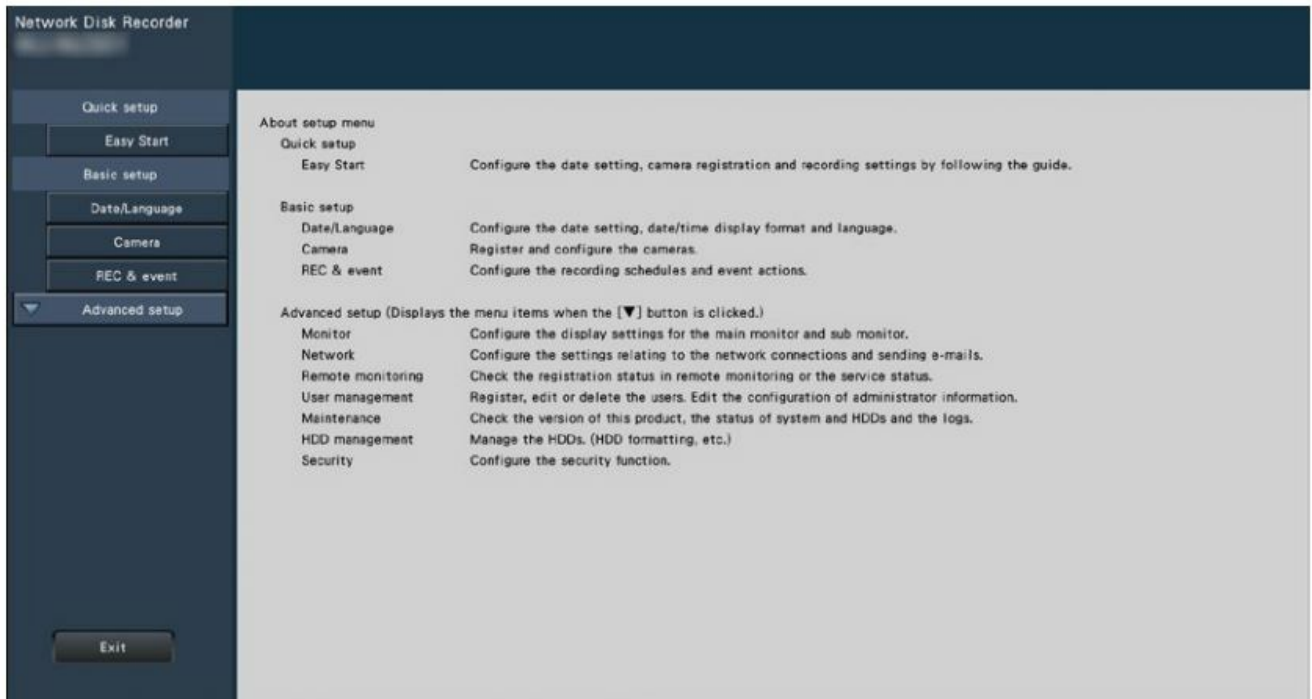 Network Disk Recorder
Quick setup
Easy Start
Basic setup
Date/Language
Camera
REC & event
Advanced setup
Exit
About setup menu
Quick setup
Easy Start Configure the date setting, camera registration and recording settings by following the guide.
Basic setup
Date/Language Configure the date setting, date/time display format and language.
Camera Register and configure the cameras.
REC & event Configure the recording schedules and event actions.
Advanced setup (Displays the menu items when the [▼] button is clicked.)
Monitor Configure the display settings for the main monitor and sub monitor.
Network Configure the settings relating to the network connections and sending e-mails.
Remote monitoring Check the registration status in remote monitoring or the service status.
User management Register, edit or delete the users. Edit the configuration of administrator information.
Maintenance Check the version of this product, the status of system and HDDs and the logs.
HDD management Manage the HDDs. (HDD formatting, etc.)
Security Configure the security function.